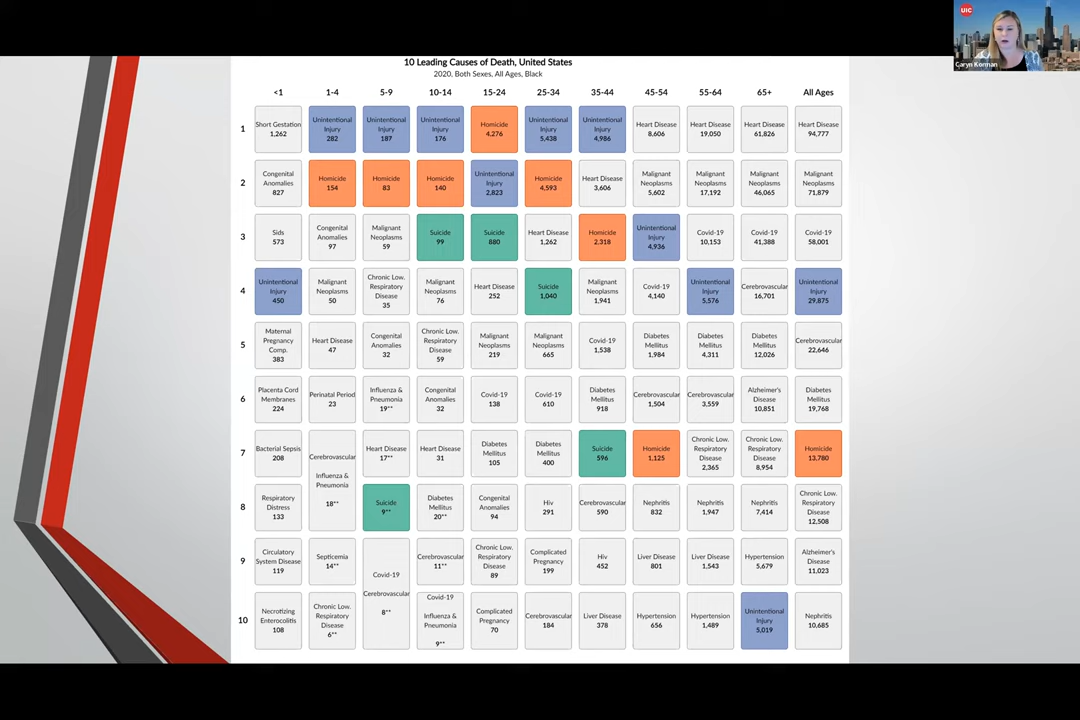 UIC
Caryn Korman
10 Leading Causes of Death, United States
2020, Both Sexes, All Ages, Black
<1 1-4 5-9 10-14 15-24 25-34 35-44 45-54 55-64 65+ All Ages
1
Short Gestation
1,262
Unintentional
Injury
282
Unintentional
Injury
187
Unintentional
Injury
176
Homicide
4,276
Unintentional
Injury
5,438
Unintentional
Injury
4,986
Heart Disease
8,606
Heart Disease
19,050
Heart Disease
61,826
Heart Disease
94,777
2
Congenital
Anomalies
827
Homicide
154
Homicide
83
Homicide
140
Unintentional
Injury
2,823
Homicide
4,593
Heart Disease
3,606
Malignant
Neoplasms
5,602
Malignant
Neoplasms
17,192
Malignant
Neoplasms
46,065
Malignant
Neoplasms
71,879
3
Sids
573
Congenital
Anomalies
97
Malignant
Neoplasms
59
Suicide
99
Suicide
880
Heart Disease
1,262
Homicide
2,318
Unintentional
Injury
4,936
Covid-19
10,153
Covid-19
41,388
Covid-19
58,001
4
Unintentional
Injury
450
Malignant
Neoplasms
50
Chronic Low.
Respiratory
Disease
35
Malignant
Neoplasms
76
Heart Disease
252
Suicide
1,040
Malignant
Neoplasms
1,941
Covid-19
4,140
Unintentional
Injury
5,576
Cerebrovascular
16,701
Unintentional
Injury
29,875
5
Maternal
Pregnancy
Comp.
383
Heart Disease
47
Congenital
Anomalies
32
Chronic Low.
Respiratory
Disease
59
Malignant
Neoplasms
219
Malignant
Neoplasms
665
Covid-19
1,538
Diabetes
Mellitus
1,984
Diabetes
Mellitus
4,311
Diabetes
Mellitus
12,026
Cerebrovascular
22,646
6
Placenta Cord
Membranes
224
Perinatal Period
23
Influenza &
Pneumonia
19**
Congenital
Anomalies
32
Covid-19
138
Covid-19
610
Diabetes
Mellitus
918
Cerebrovascular
1,504
Cerebrovascular
3,559
Alzheimer's
Disease
10,851
Diabetes
Mellitus
19,768
7
Bacterial Sepsis
208
Cerebrovascular
Influenza &
Pneumonia
18**
Heart Disease
17**
Heart Disease
31
Diabetes
Mellitus
105
Diabetes
Mellitus
400
Suicide
596
Homicide
1,125
Chronic Low.
Respiratory
Disease
2,365
Chronic Low.
Respiratory
Disease
8,954
Homicide
13,780
8
Respiratory
Distress
133
Suicide
9**
Diabetes
Mellitus
20**
Congenital
Anomalies
94
Hiv
291
Cerebrovascular
590
Nephritis
832
Nephritis
1,947
Nephritis
7,414
Chronic Low.
Respiratory
Disease
12,508
9
Circulatory
System Disease
119
Septicemia
14**
Covid-19
Cerebrovascular
8**
Cerebrovascular
11**
Chronic Low.
Respiratory
Disease
89
Complicated
Pregnancy
199
Hiv
452
Liver Disease
801
Liver Disease
1,543
Hypertension
5,679
Alzheimer's
Disease
11,023
10
Necrotizing
Enterocolitis
108
Chronic Low.
Respiratory
Disease
6**
Covid-19
Influenza &
Pneumonia
9**
Complicated
Pregnancy
70
Cerebrovascular
184
Liver Disease
378
Hypertension
656
Hypertension
1,489
Unintentional
Injury
5,019
Nephritis
10,685